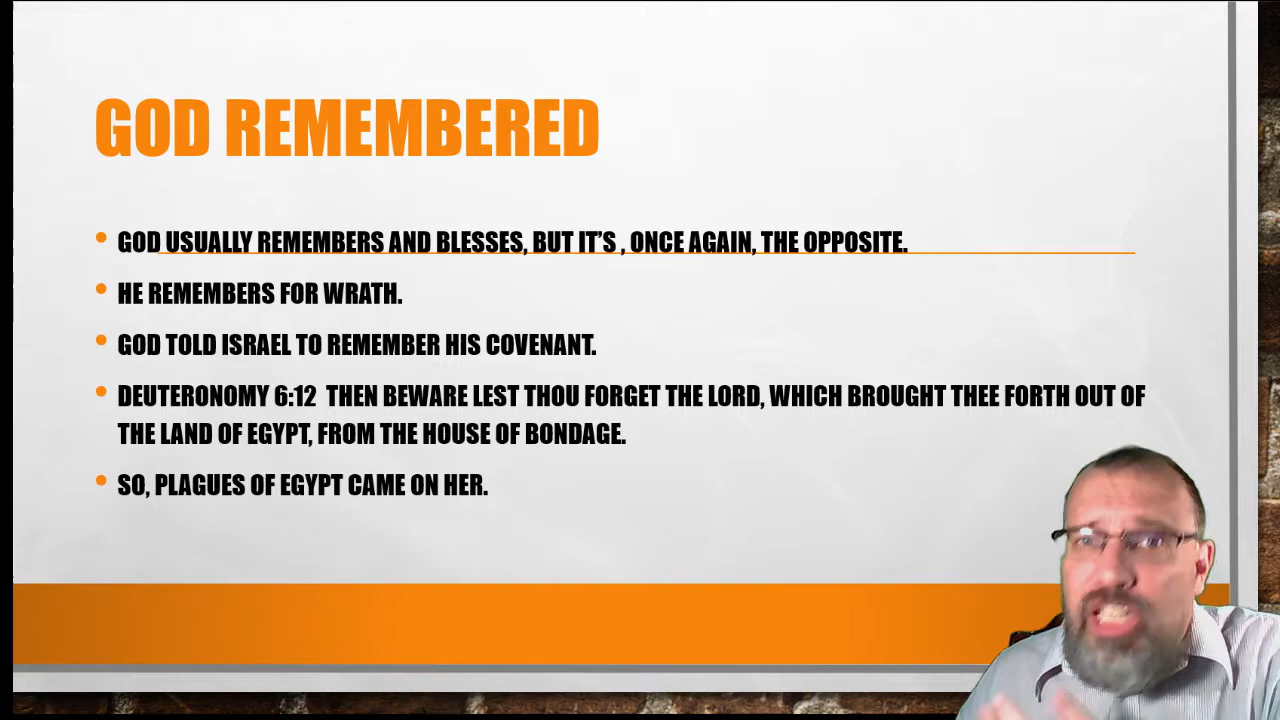 GOD REMEMBERED
GOD USUALLY REMEMBERS AND BLESSES, BUT IT'S , ONCE AGAIN, THE OPPOSITE.
HE REMEMBERS FOR WRATH.
GOD TOLD ISRAEL TO REMEMBER HIS COVENANT.
DEUTERONOMY 6:12  THEN BEWARE LEST THOU FORGET THE LORD, WHICH BROUGHT THEE FORTH OUT OF
THE LAND OF EGYPT, FROM THE HOUSE OF BONDAGE.
SO, PLAGUES OF EGYPT CAME ON HER.